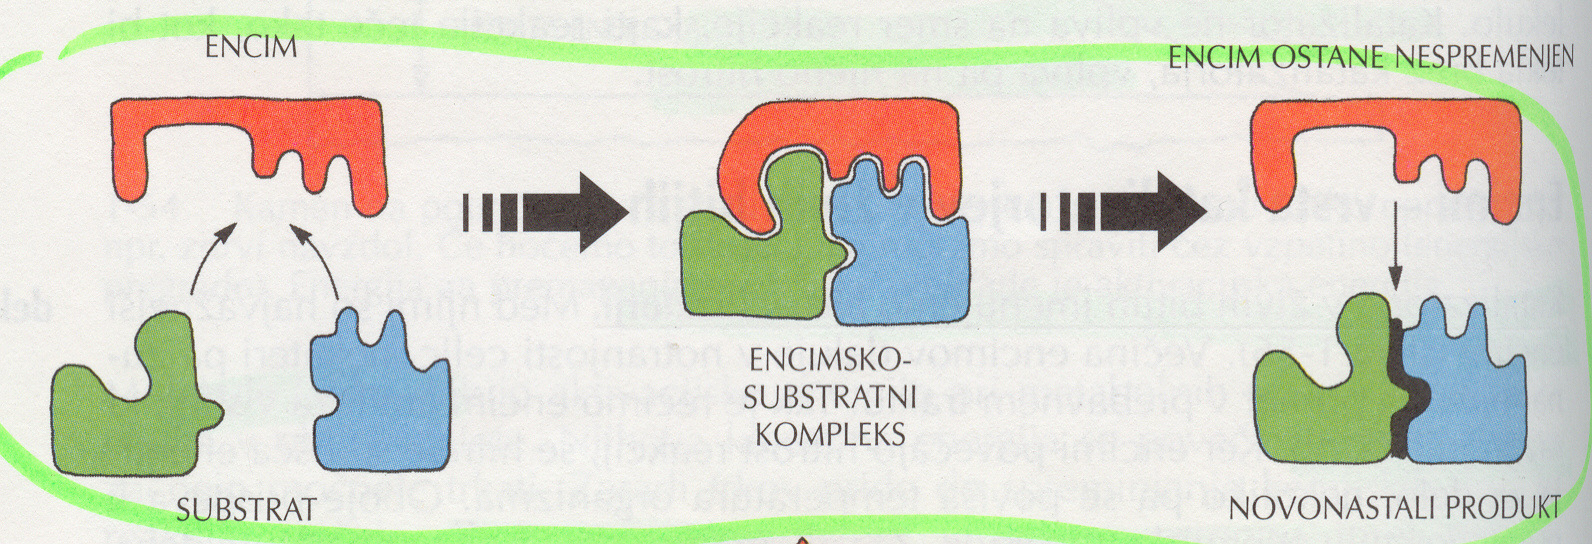 ENCIM
ENCIM OSTANE NESPREMENJEN
ENCIMSKO-
SUBSTRATNI
KOMPLEKS
SUBSTRAT
NOVONASTALI PRODUKT